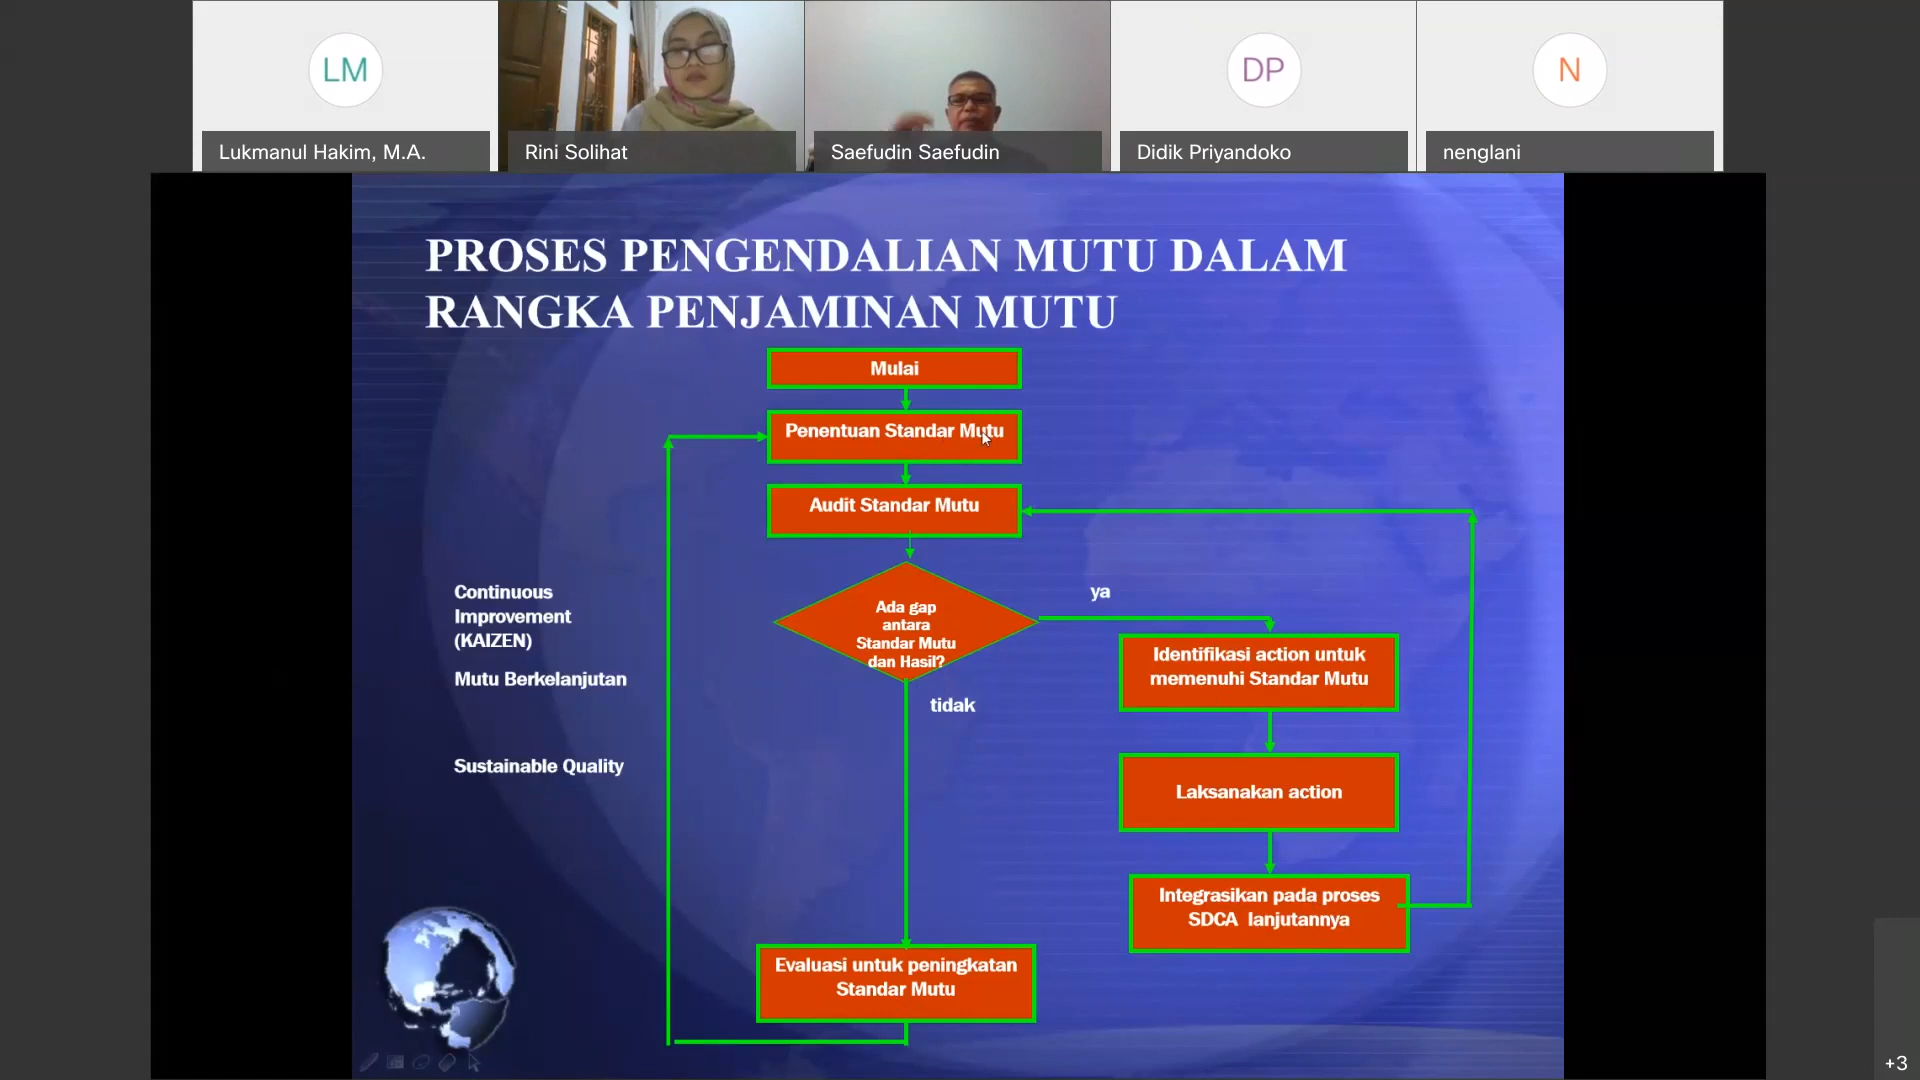 LM
DP
N
Lukmanul Hakim, M.A.
Rini Solihat
Saefudin Saefudin
Didik Priyandoko
nenglani
PROSES PENGENDALIAN MUTU DALAM
RANGKA PENJAMINAN MUTU
Mulai
Penentuan Standar Mutu
Audit Standar Mutu
Ada gap
antara
Standar Mutu
dan Hasil?
ya
tidak
Identifikasi action untuk
memenuhi Standar Mutu
Laksanakan action
Integrasikan pada proses
SDCA lanjutannya
Evaluasi untuk peningkatan
Standar Mutu
Continuous
Improvement
(KAIZEN)
Mutu Berkelanjutan
Sustainable Quality
+3